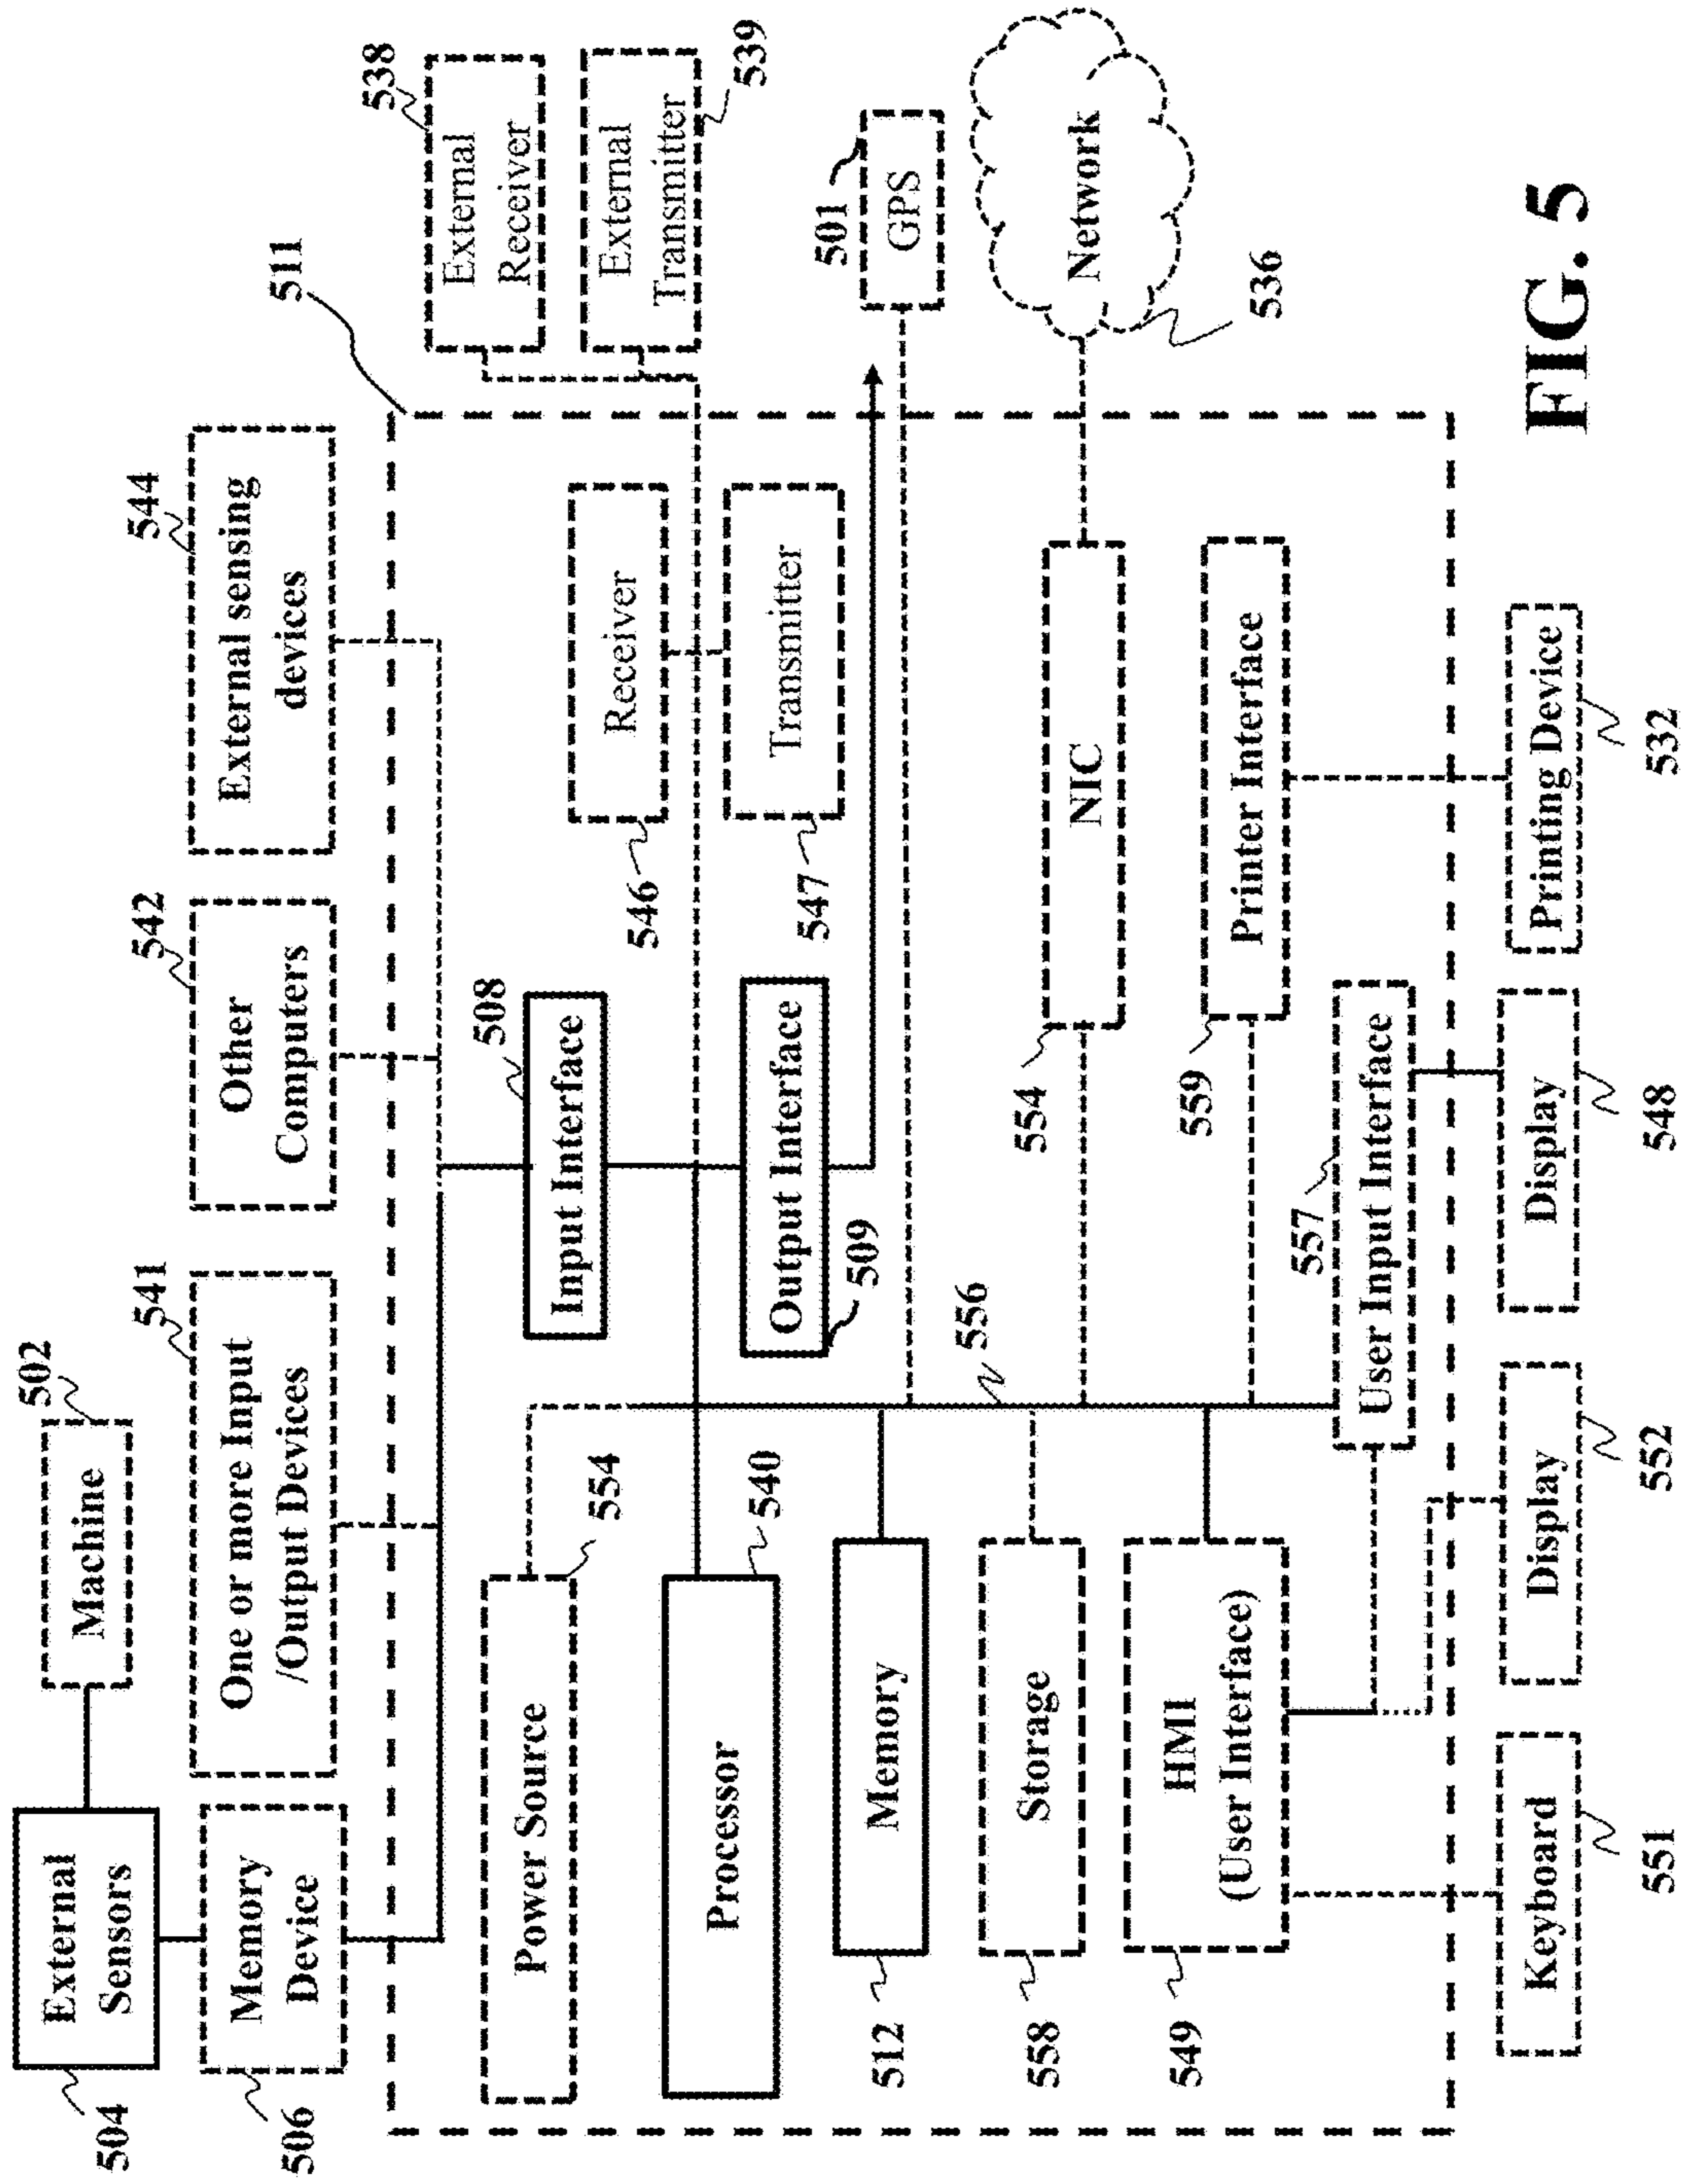 504
External
Sensors
502
Machine
506
Memory
Device
541
One or more Input
/Output Devices
542
Other
Computers
544
External sensing
devices
511
538
External
Receiver
External
Transmitter
539
Power Source
554
508
Input Interface
Receiver
546
Processor
540
Output Interface
509
Transmitter
547
501
GPS
Memory
512
556
Storage
558
554
NIC
Network
536
HMI
(User Interface)
549
559
Printer Interface
557
User Input Interface
Keyboard
551
Display
552
Display
548
Printing Device
532
FIG. 5